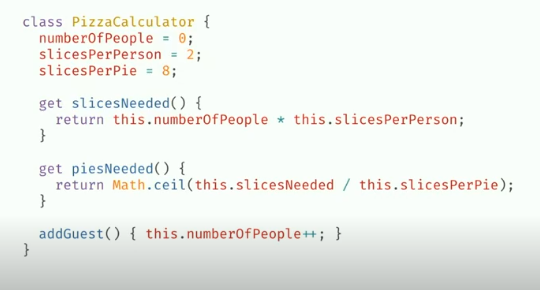 class PizzaCalculator {
  numberOfPeople = 0;
  slicesPerPerson = 2;
  slicesPerPie = 8;

  get slicesNeeded() {
    return this.numberOfPeople * this.slicesPerPerson;
  }

  get piesNeeded() {
    return Math.ceil(this.slicesNeeded / this.slicesPerPie);
  }

  addGuest() { this.numberOfPeople++; }
}